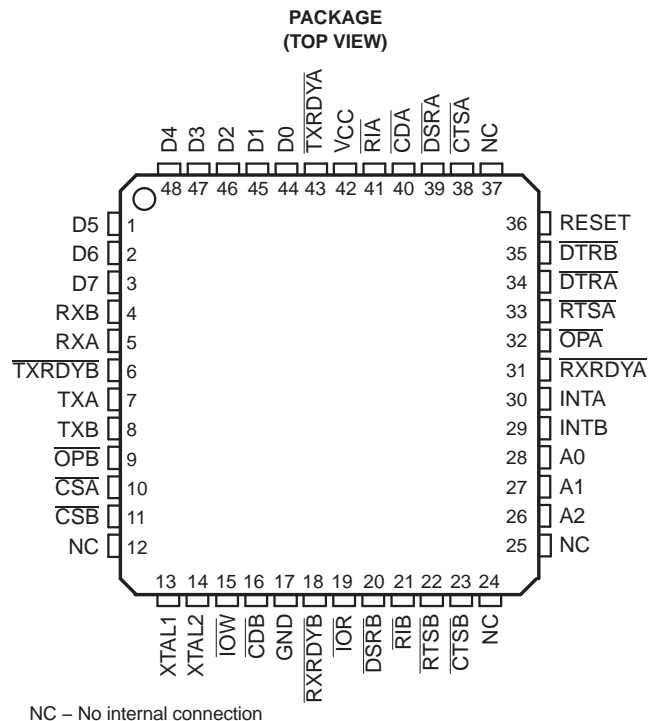 PACKAGE
(TOP VIEW)
D4 D3 D2 D1 D0 TXRDYA VCC RIA CDA DSRA CTSA NC
48 47 46 45 44 43 42 41 40 39 38 37
D5 1
D6 2
D7 3
RXB 4
RXA 5
TXRDYB 6
TXA 7
TXB 8
OPB 9
CSA 10
CSB 11
NC 12
36 RESET
35 DTRB
34 DTRA
33 RTSA
32 OPA
31 RXRDYA
30 INTA
29 INTB
28 A0
27 A1
26 A2
25 NC
13 14 15 16 17 18 19 20 21 22 23 24
XTAL1 XTAL2 IOW CDB GND RXRDYB IOR DSRB RIB RTSB CTSB NC
NC – No internal connection